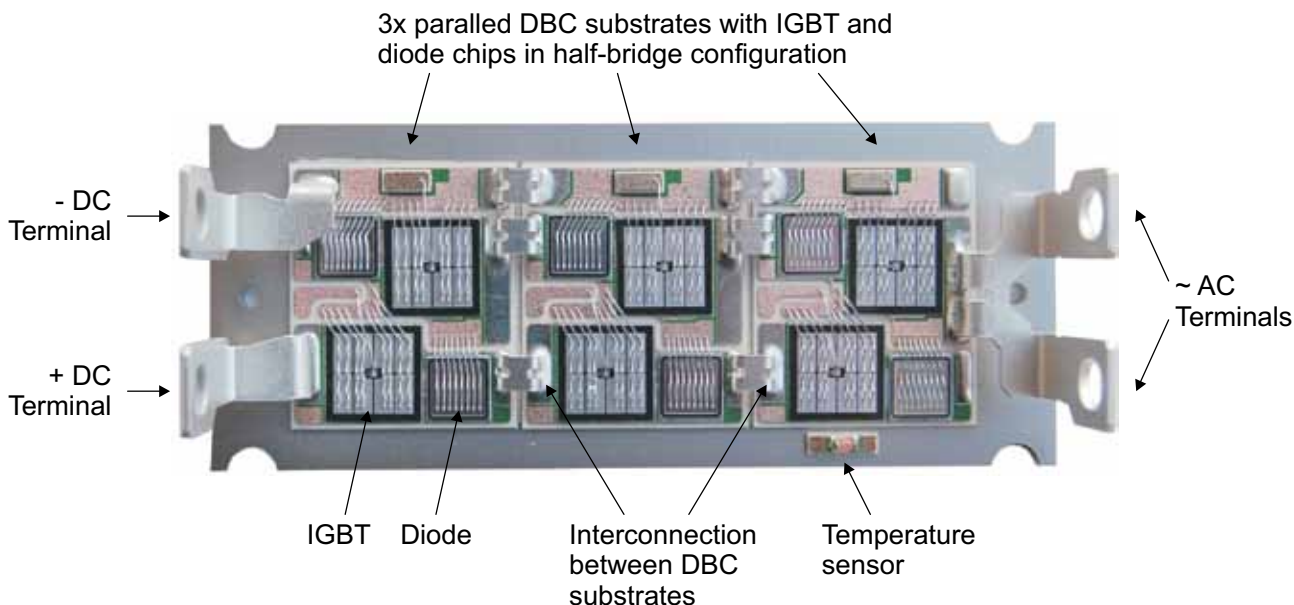 3x paralled DBC substrates with IGBT and
diode chips in half-bridge configuration
- DC
Terminal
~ AC
Terminals
+ DC
Terminal
IGBT
Diode
Interconnection
between DBC
substrates
Temperature
sensor